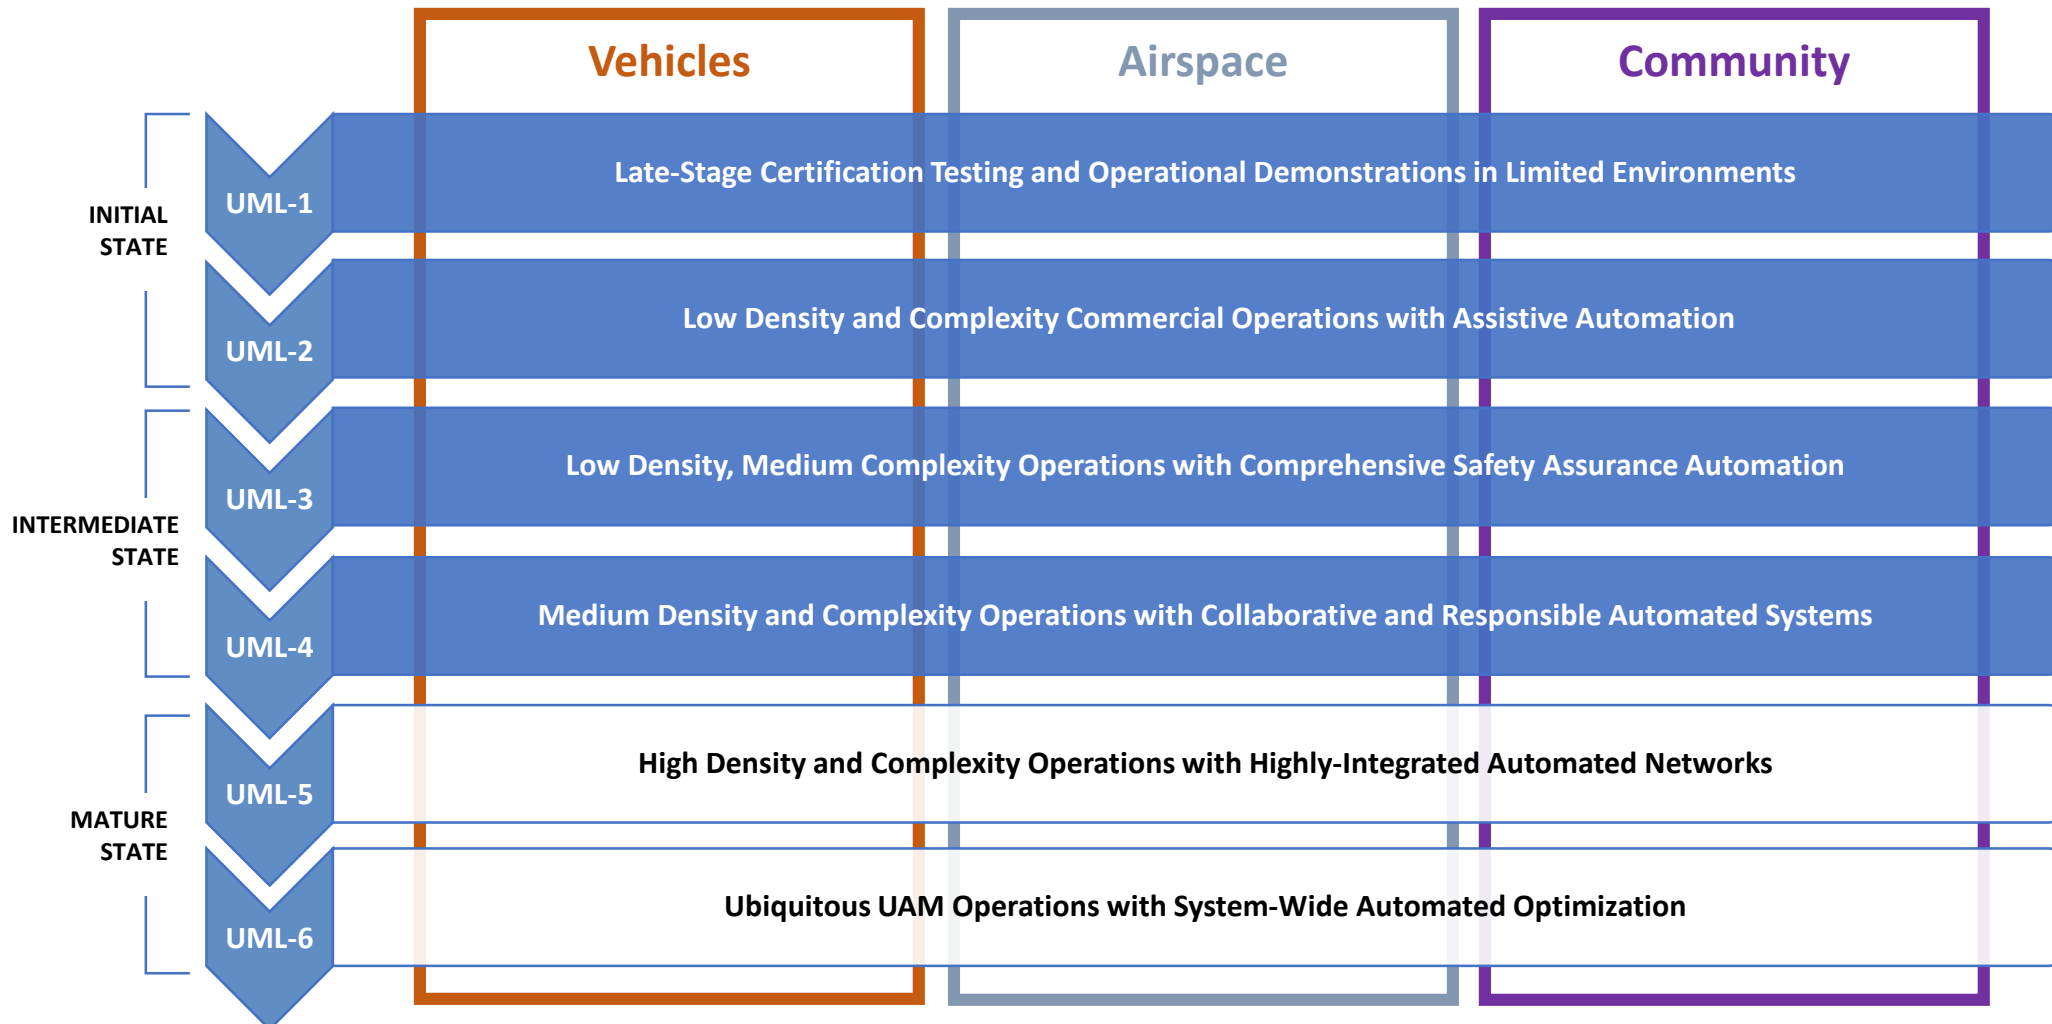 Vehicles
Airspace
Community
INITIAL
STATE
UML-1
Late-Stage Certification Testing and Operational Demonstrations in Limited Environments
UML-2
Low Density and Complexity Commercial Operations with Assistive Automation
INTERMEDIATE
STATE
UML-3
Low Density, Medium Complexity Operations with Comprehensive Safety Assurance Automation
UML-4
Medium Density and Complexity Operations with Collaborative and Responsible Automated Systems
MATURE
STATE
UML-5
High Density and Complexity Operations with Highly-Integrated Automated Networks
UML-6
Ubiquitous UAM Operations with System-Wide Automated Optimization